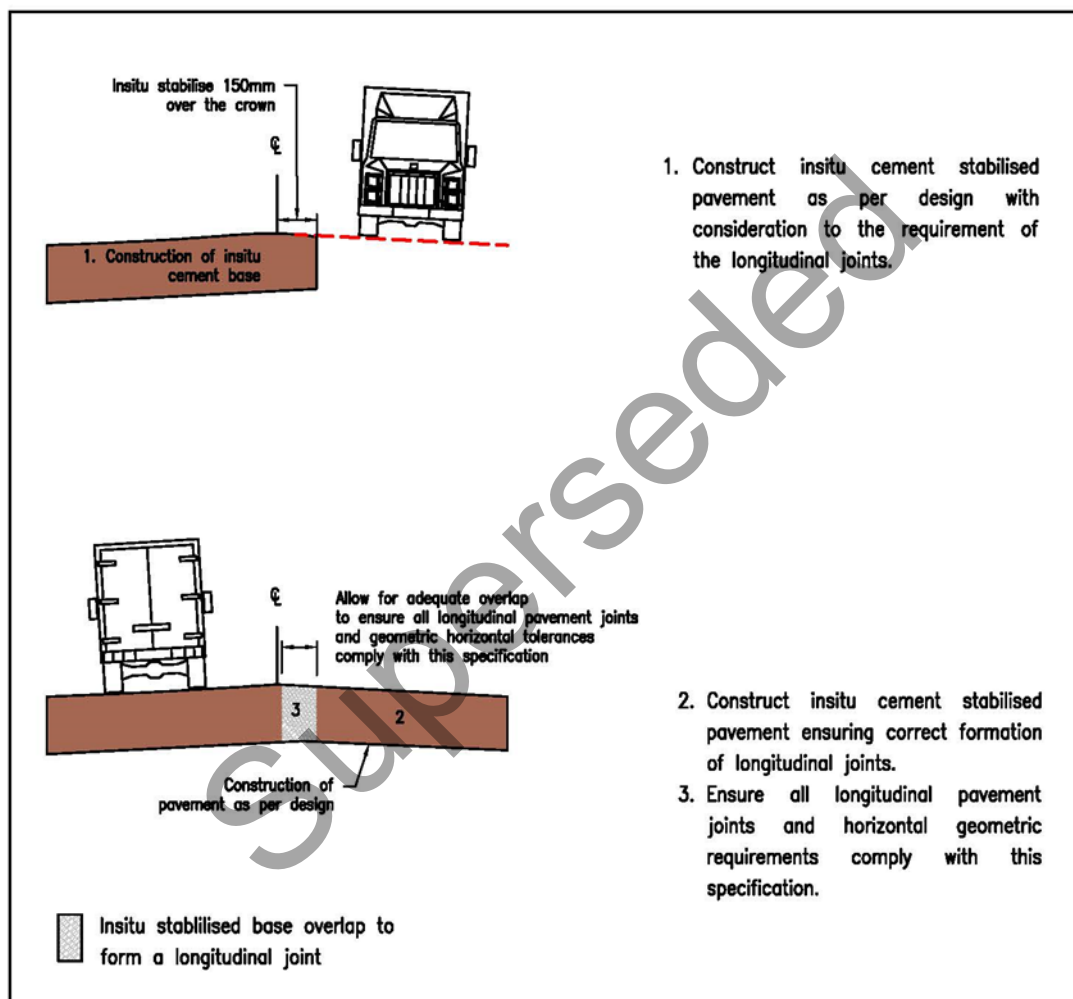 Insitu stabilise 150mm
over the crown
℄
1. Construction of insitu
cement base
1. Construct insitu cement stabilised
pavement as per design with
consideration to the requirement of
the longitudinal joints.
℄
Allow for adequate overlap
to ensure all longitudinal pavement joints
and geometric horizontal tolerances
comply with this specification
3
2
Construction of
pavement as per design
2. Construct insitu cement stabilised
pavement ensuring correct formation
of longitudinal joints.
3. Ensure all longitudinal pavement
joints and horizontal geometric
requirements comply with this
specification.
Insitu stablilised base overlap to
form a longitudinal joint
Superseded